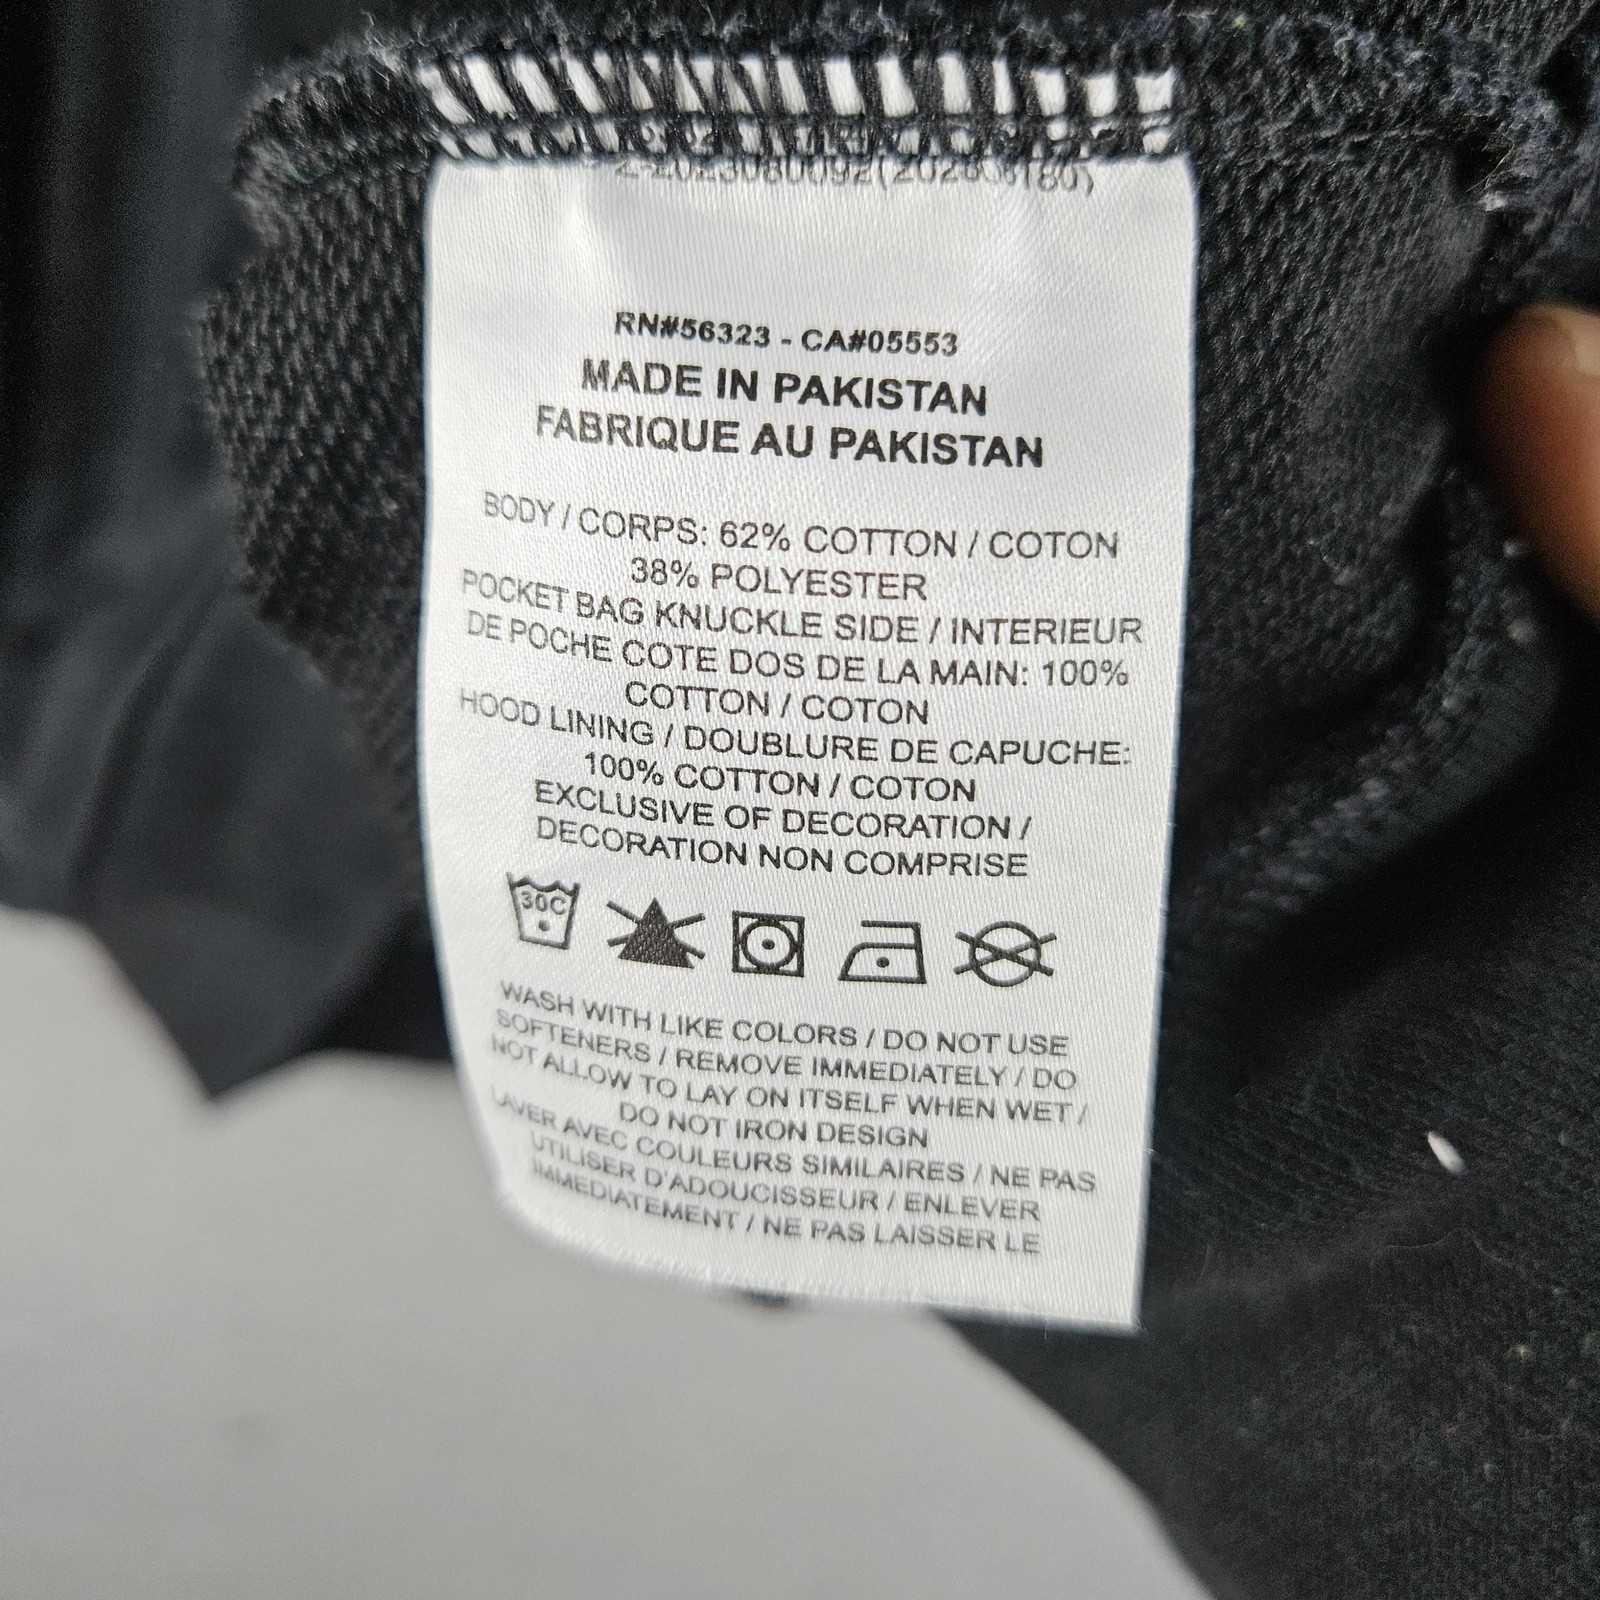 RN#56323 - CA#05553
MADE IN PAKISTAN
FABRIQUE AU PAKISTAN
BODY / CORPS: 62% COTTON / COTON
38% POLYESTER
POCKET BAG KNUCKLE SIDE / INTERIEUR
DE POCHE COTE DOS DE LA MAIN: 100%
COTTON / COTON
HOOD LINING / DOUBLURE DE CAPUCHE:
100% COTTON / COTON
EXCLUSIVE OF DECORATION /
DECORATION NON COMPRISE
30C
WASH WITH LIKE COLORS / DO NOT USE
SOFTENERS / REMOVE IMMEDIATELY / DO
NOT ALLOW TO LAY ON ITSELF WHEN WET /
DO NOT IRON DESIGN
LAVER AVEC COULEURS SIMILAIRES / NE PAS
UTILISER D'ADOUCISSEUR / ENLEVER
IMMEDIATEMENT / NE PAS LAISSER LE